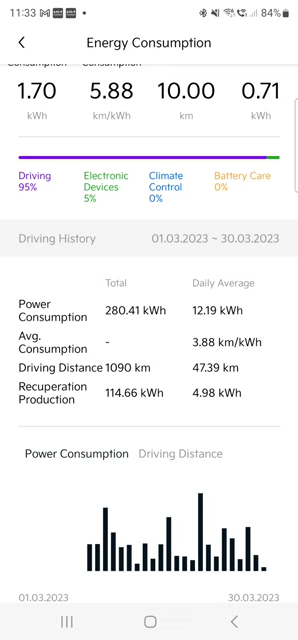 11:33 84%
Energy Consumption
Consumption Consumption
1.70 5.88 10.00 0.71
kWh km/kWh km kWh
Driving Electronic Climate Battery Care
95% Devices Control 0%
5% 0%
Driving History 01.03.2023 ~ 30.03.2023
Total Daily Average
Power
Consumption 280.41 kWh 12.19 kWh
Avg.
Consumption - 3.88 km/kWh
Driving Distance 1090 km 47.39 km
Recuperation
Production 114.66 kWh 4.98 kWh
Power Consumption Driving Distance
01.03.2023 30.03.2023